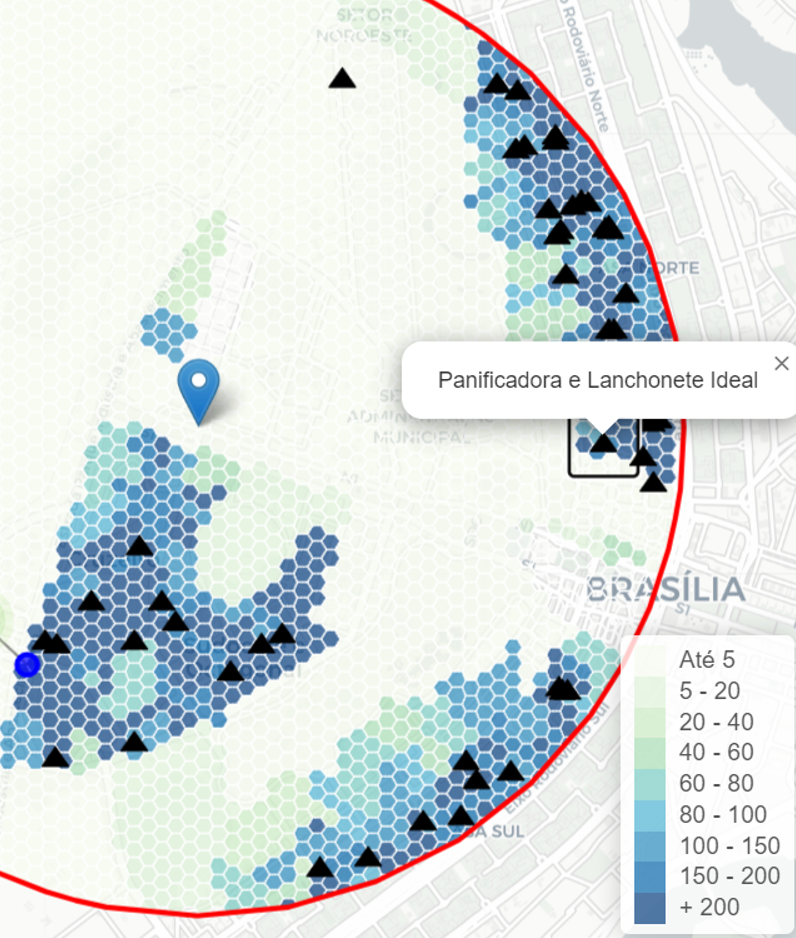 SETOR
NOROESTE
Eixo Rodoviário Norte
NORTE
Panificadora e Lanchonete Ideal
×
SETOR
ADMINISTRAÇÃO
MUNICIPAL
BRASÍLIA
S1
Eixo Rodoviário Sul
ASA SUL
Até 5
5 - 20
20 - 40
40 - 60
60 - 80
80 - 100
100 - 150
150 - 200
+ 200